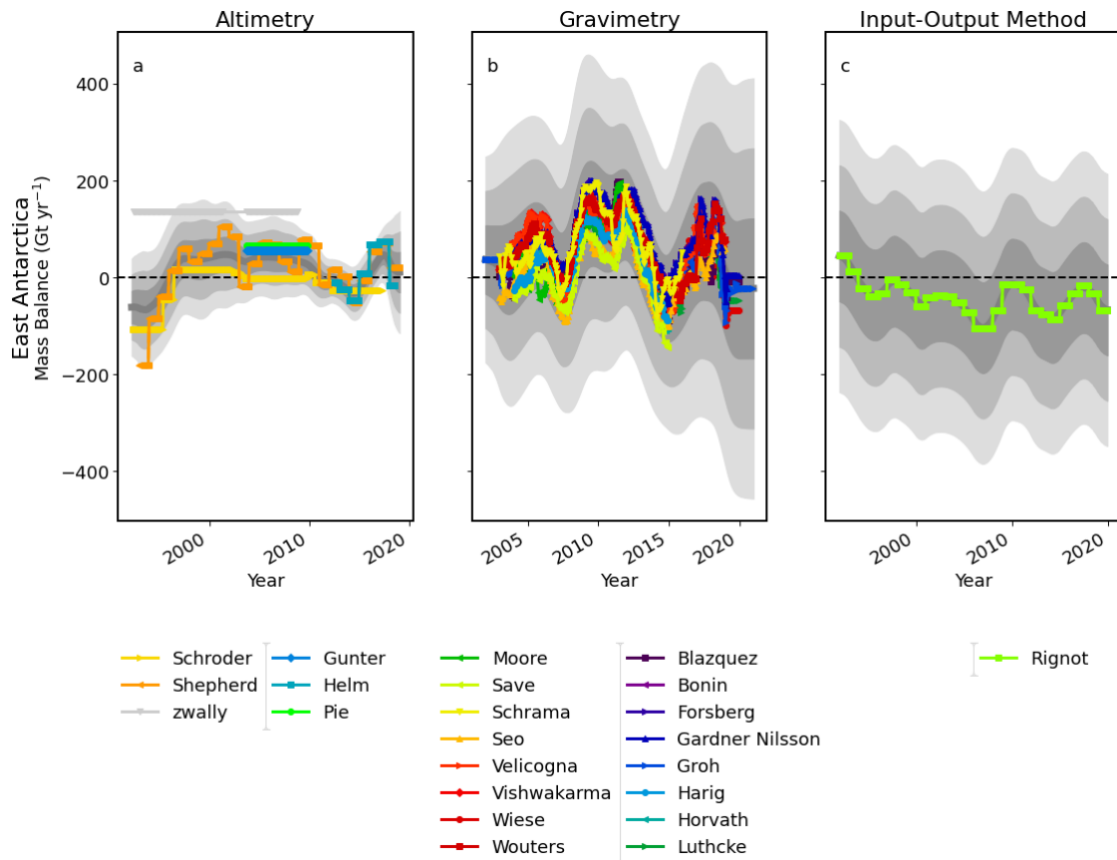 Altimetry
Gravimetry
Input-Output Method
a
b
c
East Antarctica
Mass Balance (Gt yr⁻¹)
400
200
0
−200
−400
2000
2010
2020
2005
2010
2015
2020
2000
2010
2020
Year
Year
Year
Schroder
Shepherd
zwally
Gunter
Helm
Pie
Moore
Save
Schrama
Seo
Velicogna
Vishwakarma
Wiese
Wouters
Blazquez
Bonin
Forsberg
Gardner Nilsson
Groh
Harig
Horvath
Luthcke
Rignot